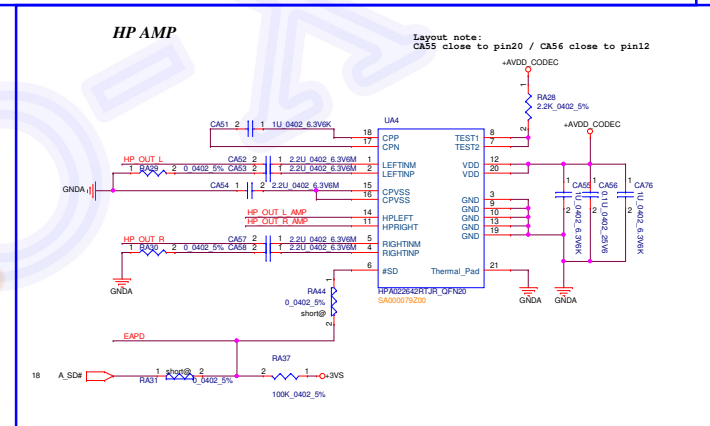 HP AMP
Layout note:
CA55 close to pin20 / CA56 close to pin12
+AVDD_CODEC
1
RA28
2.2K_0402_5%
2
+AVDD_CODEC
CA51 2 1 1U_0402_6.3V6K
UA4
18 CPP TEST1 8
17 CPN TEST2 7
HP_OUT_L CA52 2 1 2.2U_0402_6.3V6M 1 LEFTINM VDD 12
RA29 0_0402_5% CA53 2 1 2.2U_0402_6.3V6M 2 LEFTINP VDD 20
GNDA CA54 1 2 2.2U_0402_6.3V6M 15 CPVSS
16 CPVSS
GND 3
GND 9
GND 10
GND 13
GND 19
1 CA55 2 1U_0402_6.3V6K
1 CA56 2 0.1U_0402_25V6
1 CA76 2 1U_0402_6.3V6K
HP_OUT_L_AMP 14 HPLEFT
HP_OUT_R_AMP 11 HPRIGHT
HP_OUT_R CA57 2 1 2.2U_0402_6.3V6M 5 RIGHTINM
RA30 0_0402_5% CA58 2 1 2.2U_0402_6.3V6M 4 RIGHTINP
6 #SD Thermal_Pad 21
GNDA
HPA022642RTJR_QFN20
SA000079Z00
GNDA
GNDA
1
RA44
0_0402_5%
short@
2
EAPD
18 A_SD# 1 short@ 2
RA31 0_0402_5%
RA37
2 1 +3VS
100K_0402_5%